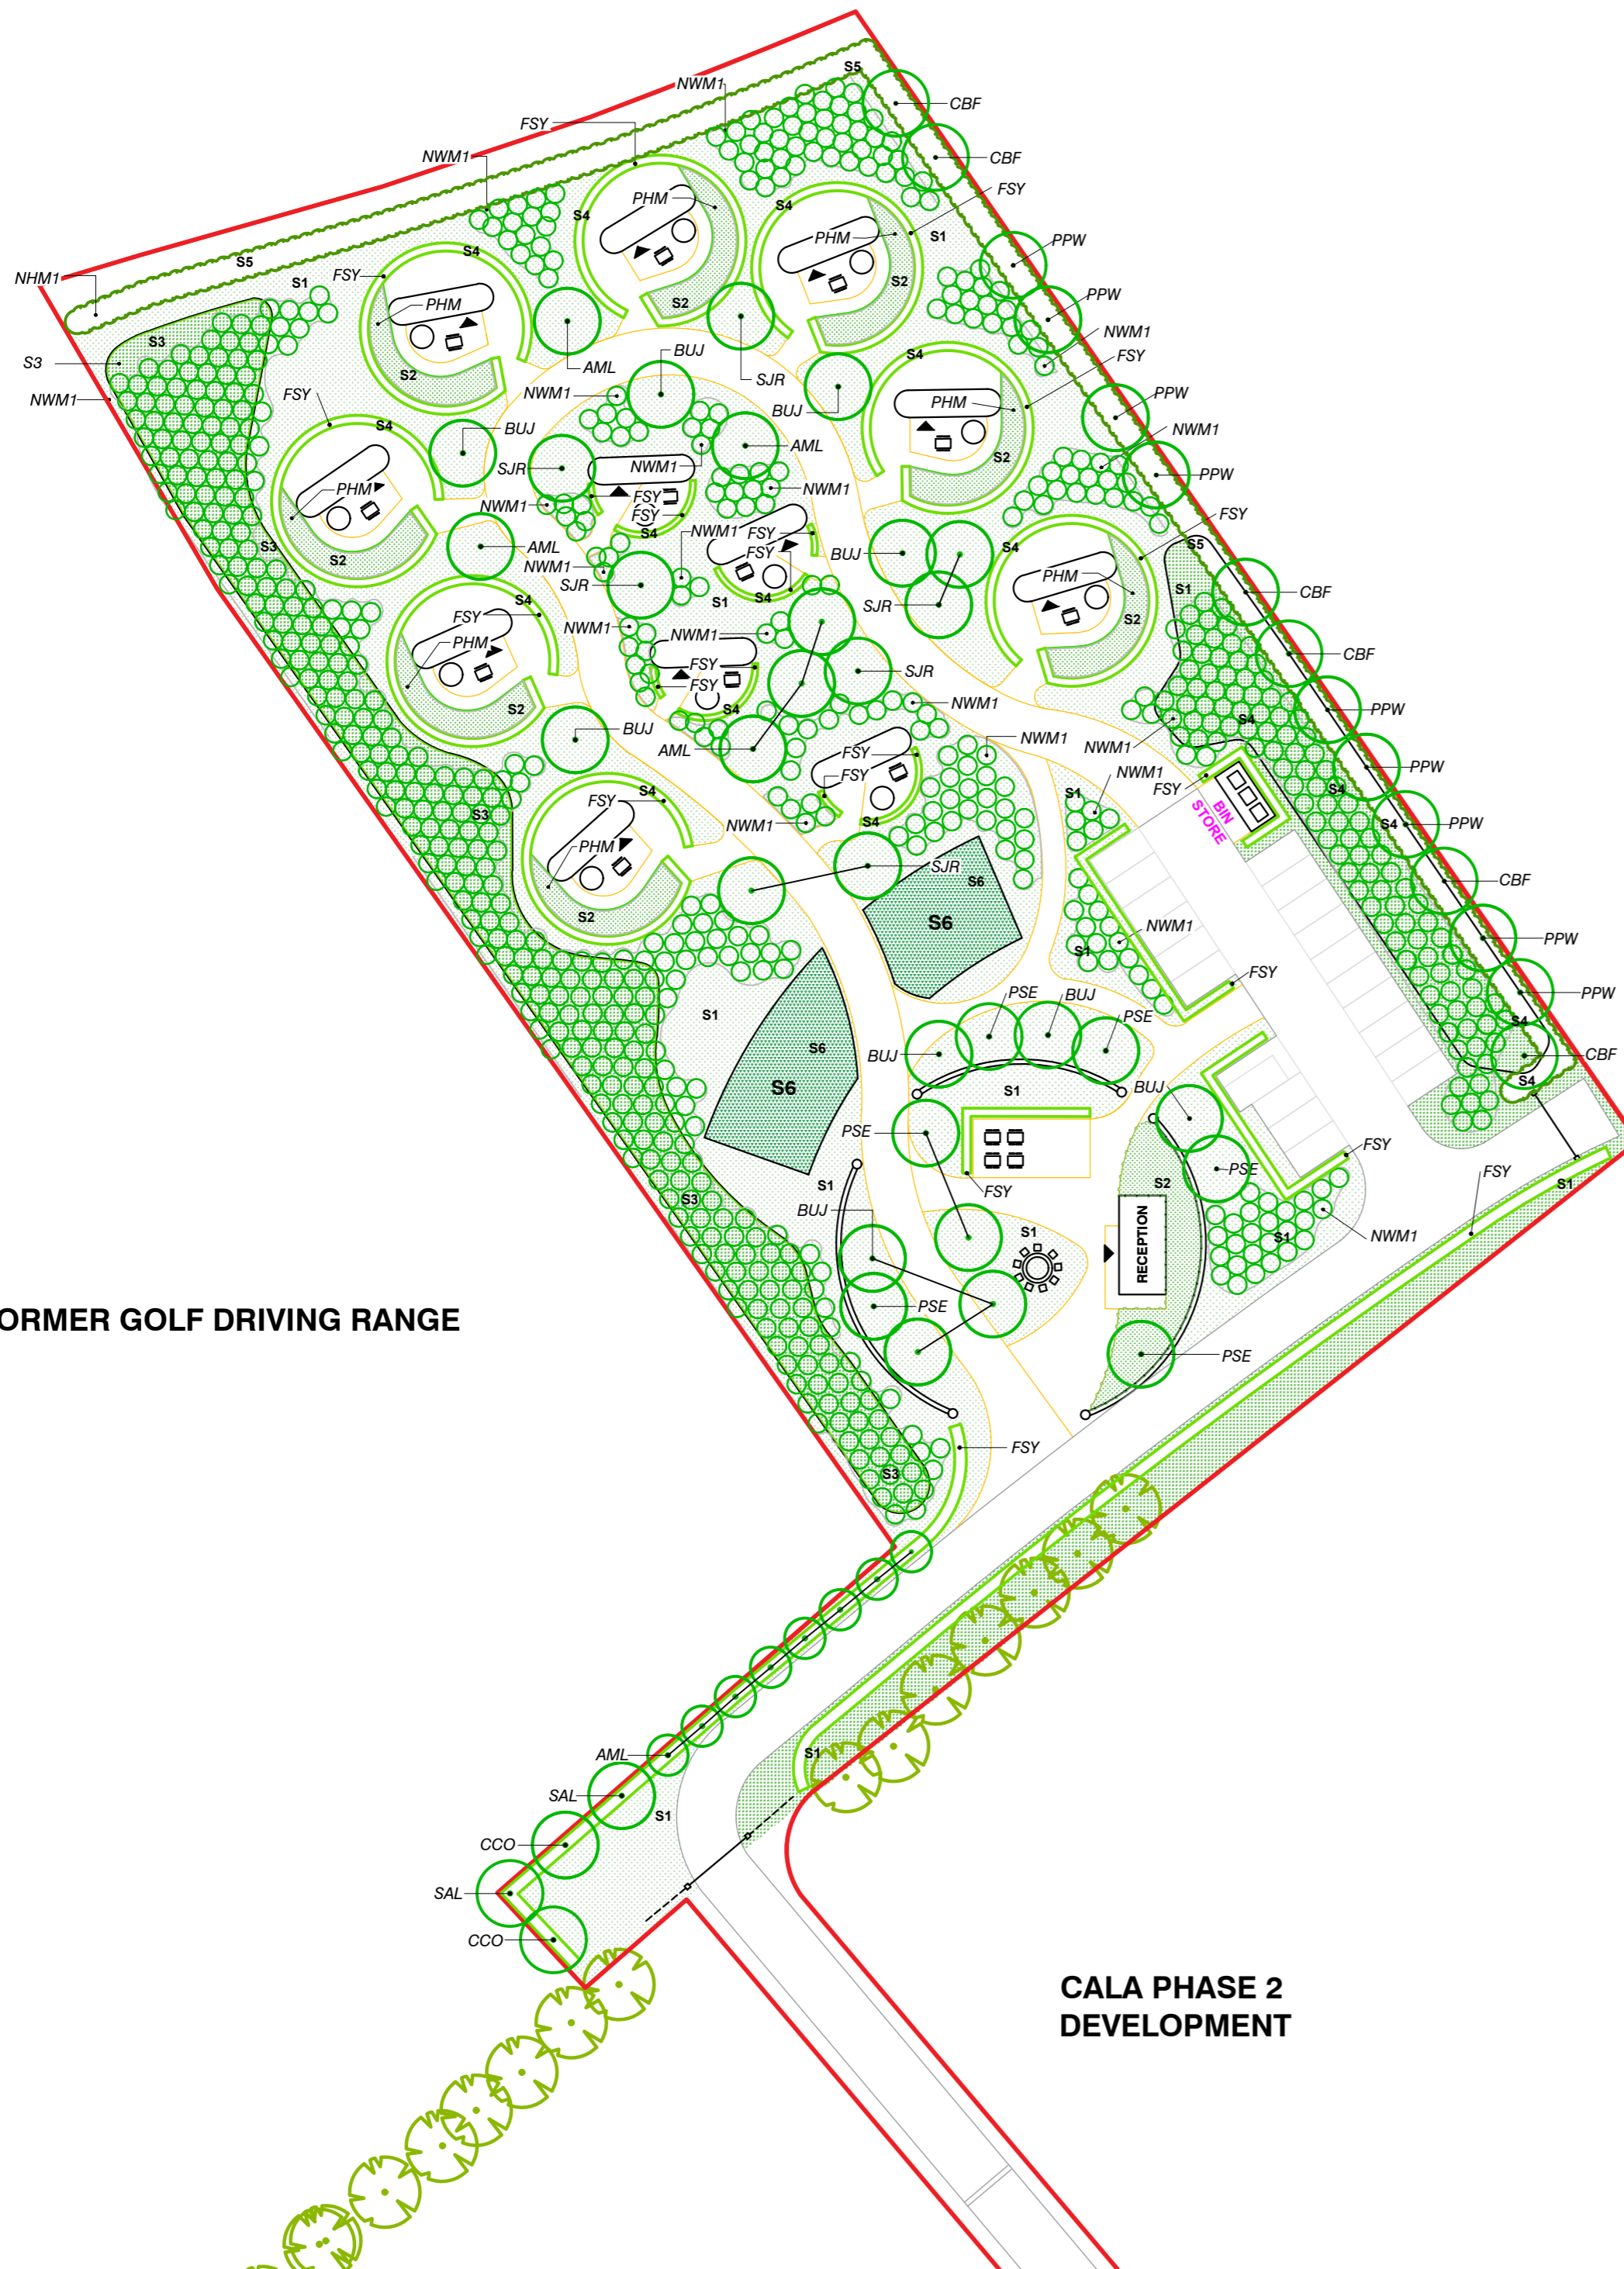 S5
NWM1
CBF
FSY
CBF
NWM1
FSY
PHM
S4
S4
PHM
S1
PPW
S4
S5
S2
NHM1
FSY
S1
S2
PPW
PHM
NWM1
S3
BUJ
S4
FSY
S3
AML
SJR
S2
PPW
NWM1
FSY
NWM1
PHM
BUJ
S4
BUJ
AML
NWM1
SJR
NWM1
S2
PPW
PHM
NWM1
FSY
NWM1
FSY
FSY
S4
NWM1
FSY
S4
S5
S3
AML
FSY
BUJ
S2
NWM1
PHM
S1
SJR
CBF
S4
S1
S4
SJR
FSY
NWM1
NWM1
S2
PHM
FSY
SJR
CBF
FSY
S2
S4
NWM1
PPW
BUJ
AML
NWM1
NWM1
S4
FSY
PPW
NWM1
FSY
FSY
S4
S4
S1
BIN
STORE
S3
NWM1
S4
S4
PPW
PHM
SJR
S6
CBF
S2
S6
NWM1
PPW
S1
FSY
PSE
BUJ
PPW
S1
PSE
S4
S6
BUJ
CBF
S6
S1
BUJ
S4
PSE
FSY
PSE
FSY
S1
S3
S1
FSY
S2
BUJ
S1
S1
NWM1
RECEPTION
PSE
ORMER GOLF DRIVING RANGE
PSE
FSY
S3
AML
S1
SAL
S1
CCO
SAL
CCO
CALA PHASE 2
DEVELOPMENT